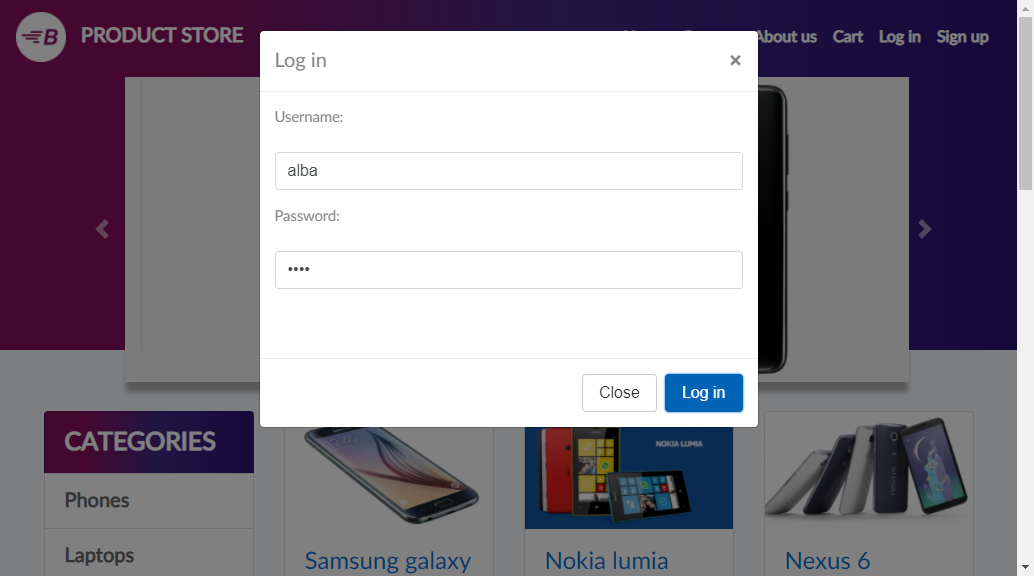 B PRODUCT STORE
About us Cart Log in Sign up
Log in
×
Username:
alba
Password:
••••
Close Log in
CATEGORIES
Phones
Laptops
NOKIA LUMIA
Samsung galaxy
Nokia lumia
Nexus 6